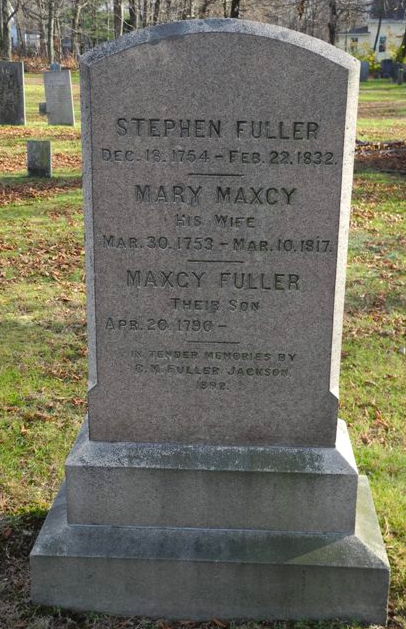 STEPHEN FULLER
DEC. 18. 1754 – FEB. 22. 1832.
MARY MAXCY
HIS WIFE
MAR. 30. 1753 – MAR. 10. 1817.
MAXCY FULLER
THEIR SON
APR. 20. 1790 –
IN TENDER MEMORIES BY
C. M. FULLER JACKSON.
1892.